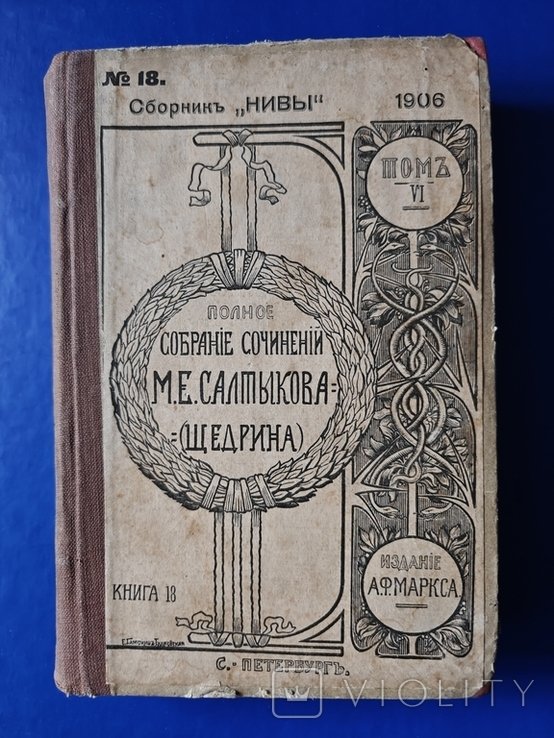 № 18.
Сборникъ „НИВЫ“ 1906
ТОМЪ
VI
ПОЛНОЕ
СОБРАНІЕ СОЧИНЕНІЙ
М.Е.САЛТЫКОВА=
=(ЩЕДРИНА)
ИЗДАНІЕ
А.Ф.МАРКСА.
КНИГА 18
С.-ПЕТЕРБУРГЪ.
VIOLITY